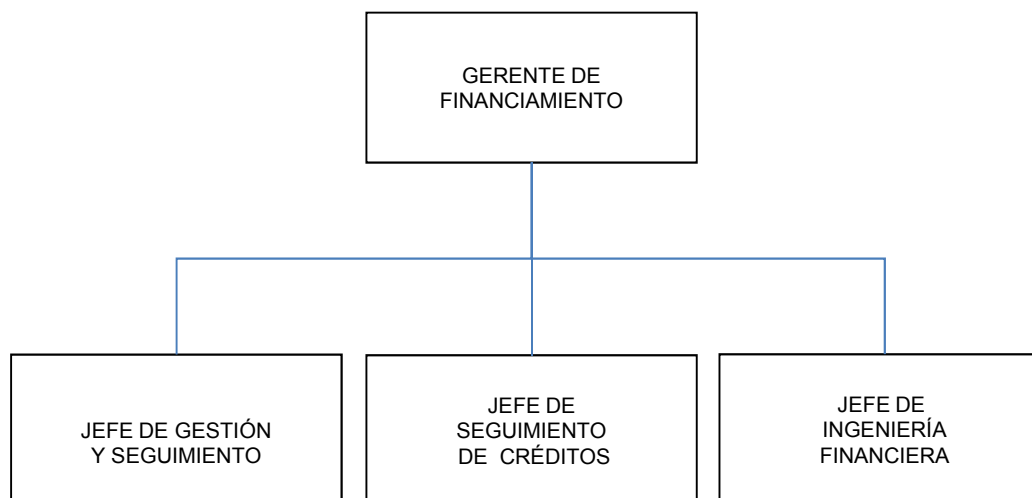 GERENTE DE
FINANCIAMIENTO
JEFE DE GESTIÓN
Y SEGUIMIENTO
JEFE DE
SEGUIMIENTO
DE CRÉDITOS
JEFE DE
INGENIERÍA
FINANCIERA